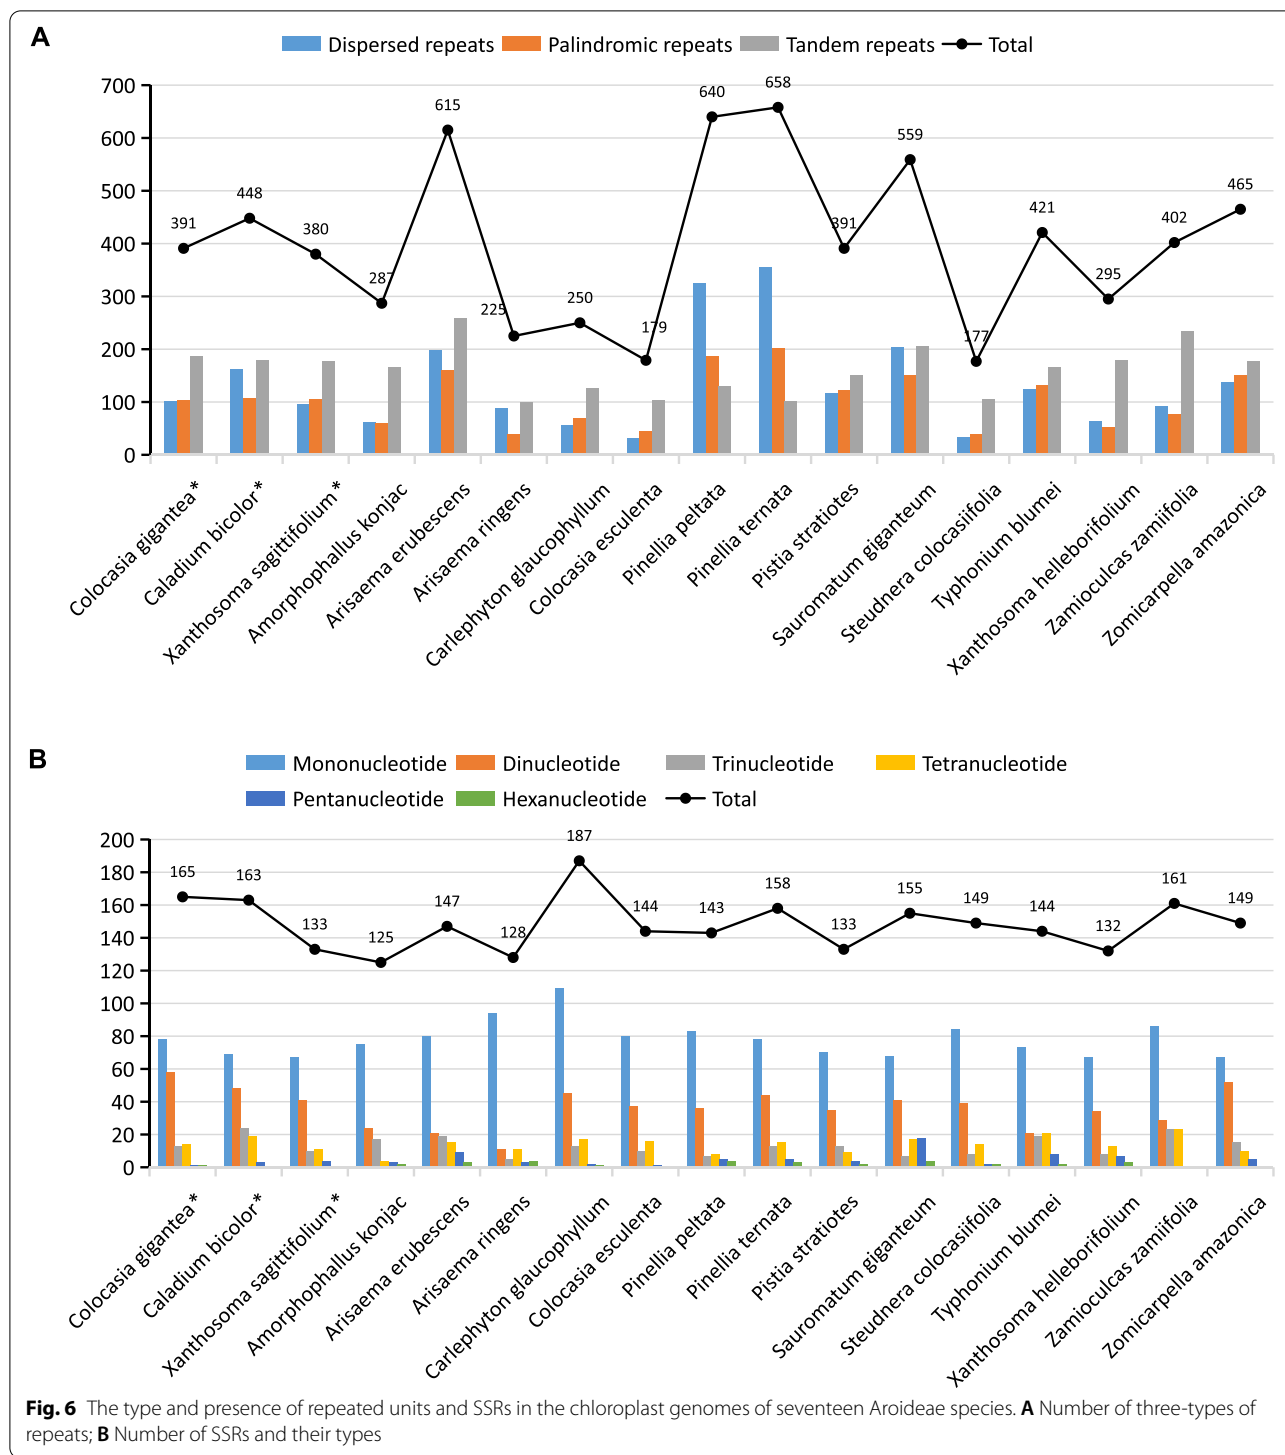 A
Dispersed repeats Palindromic repeats Tandem repeats Total
700
600
500
400
300
200
100
0
391 448 380 287 615 225 250 179 640 658 391 559 177 421 295 402 465
Colocasia gigantea*
Caladium bicolor*
Xanthosoma sagittifolium*
Amorphophallus konjac
Arisaema erubescens
Arisaema ringens
Carlephyton glaucophyllum
Colocasia esculenta
Pinellia peltata
Pinellia ternata
Pistia stratiotes
Sauromatum giganteum
Steudnera colocasiifolia
Typhonium blumei
Xanthosoma helleborifolium
Zamioculcas zamiifolia
Zomicarpella amazonica
B
Mononucleotide Dinucleotide Trinucleotide Tetranucleotide
Pentanucleotide Hexanucleotide Total
200
180
160
140
120
100
80
60
40
20
0
165 163 133 125 147 128 187 144 143 158 133 155 149 144 132 161 149
Colocasia gigantea*
Caladium bicolor*
Xanthosoma sagittifolium*
Amorphophallus konjac
Arisaema erubescens
Arisaema ringens
Carlephyton glaucophyllum
Colocasia esculenta
Pinellia peltata
Pinellia ternata
Pistia stratiotes
Sauromatum giganteum
Steudnera colocasiifolia
Typhonium blumei
Xanthosoma helleborifolium
Zamioculcas zamiifolia
Zomicarpella amazonica
Fig. 6 The type and presence of repeated units and SSRs in the chloroplast genomes of seventeen Aroideae species. A Number of three-types of
repeats; B Number of SSRs and their types